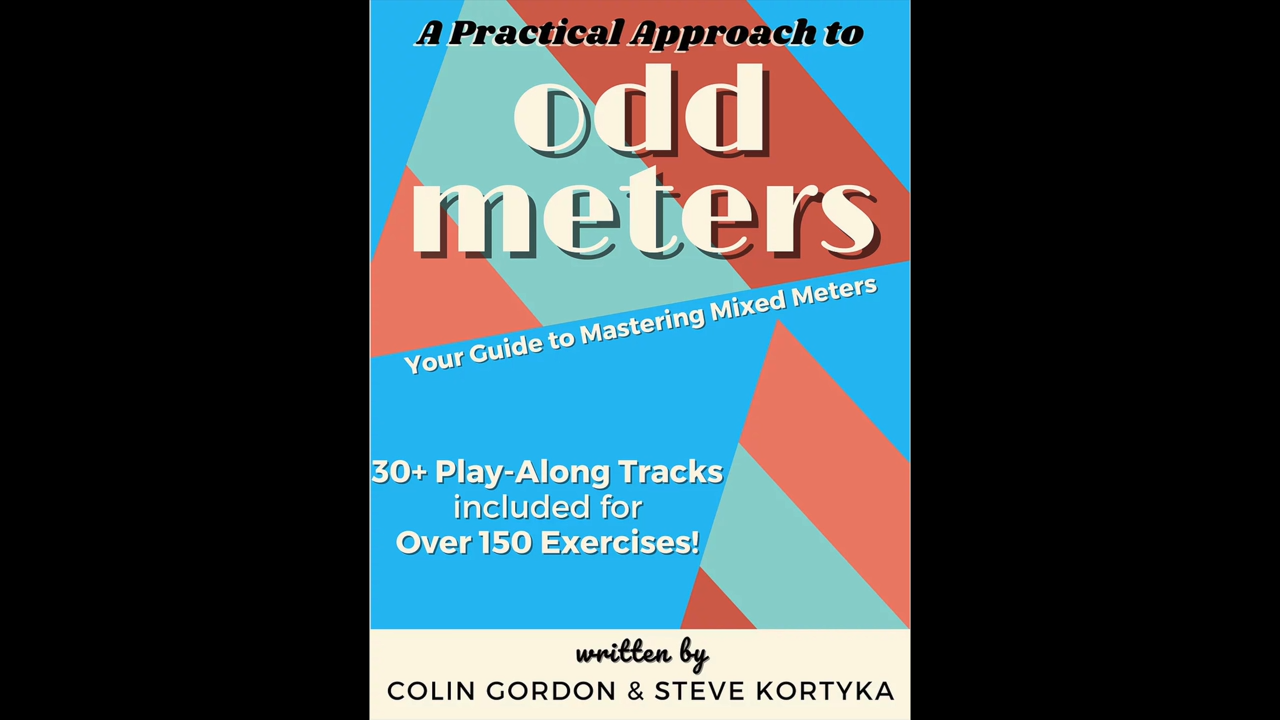 A Practical Approach to
odd
meters
Your Guide to Mastering Mixed Meters
30+ Play-Along Tracks
included for
Over 150 Exercises!
written by
COLIN GORDON & STEVE KORTYKA